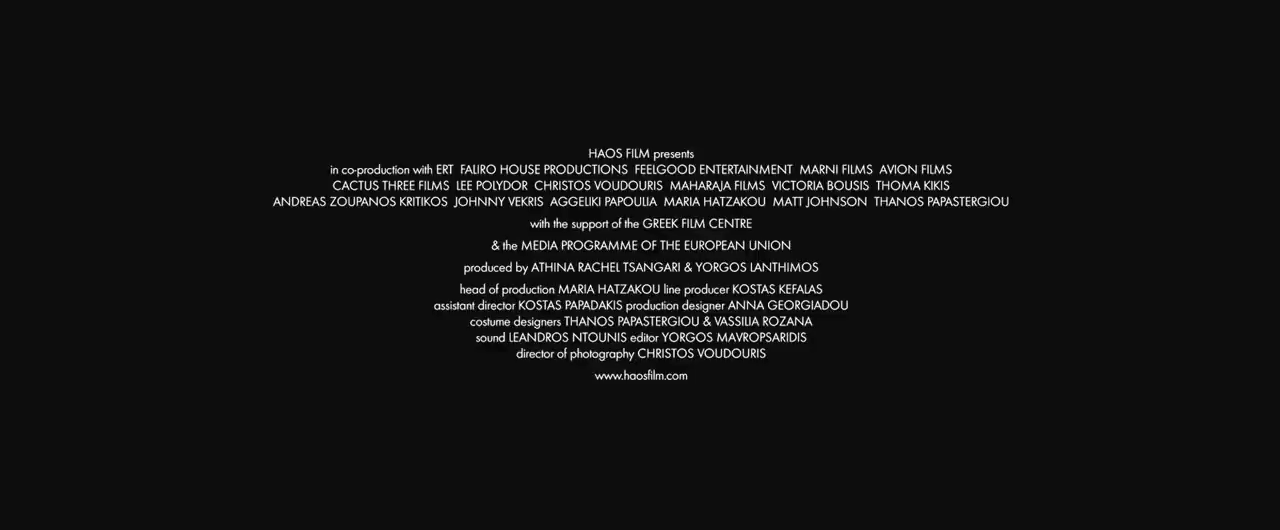 HAOS FILM presents
in co-production with ERT FALIRO HOUSE PRODUCTIONS FEELGOOD ENTERTAINMENT MARNI FILMS AVION FILMS
CACTUS THREE FILMS LEE POLYDOR CHRISTOS VOUDOURIS MAHARAJA FILMS VICTORIA BOUSIS THOMA KIKIS
ANDREAS ZOUPANOS KRITIKOS JOHNNY VEKRIS AGGELIKI PAPOULIA MARIA HATZAKOU MATT JOHNSON THANOS PAPASTERGIOU
with the support of the GREEK FILM CENTRE
& the MEDIA PROGRAMME OF THE EUROPEAN UNION
produced by ATHINA RACHEL TSANGARI & YORGOS LANTHIMOS
head of production MARIA HATZAKOU line producer KOSTAS KEFALAS
assistant director KOSTAS PAPADAKIS production designer ANNA GEORGIADOU
costume designers THANOS PAPASTERGIOU & VASSILIA ROZANA
sound LEANDROS NTOUNIS editor YORGOS MAVROPSARIDIS
director of photography CHRISTOS VOUDOURIS
www.haosfilm.com